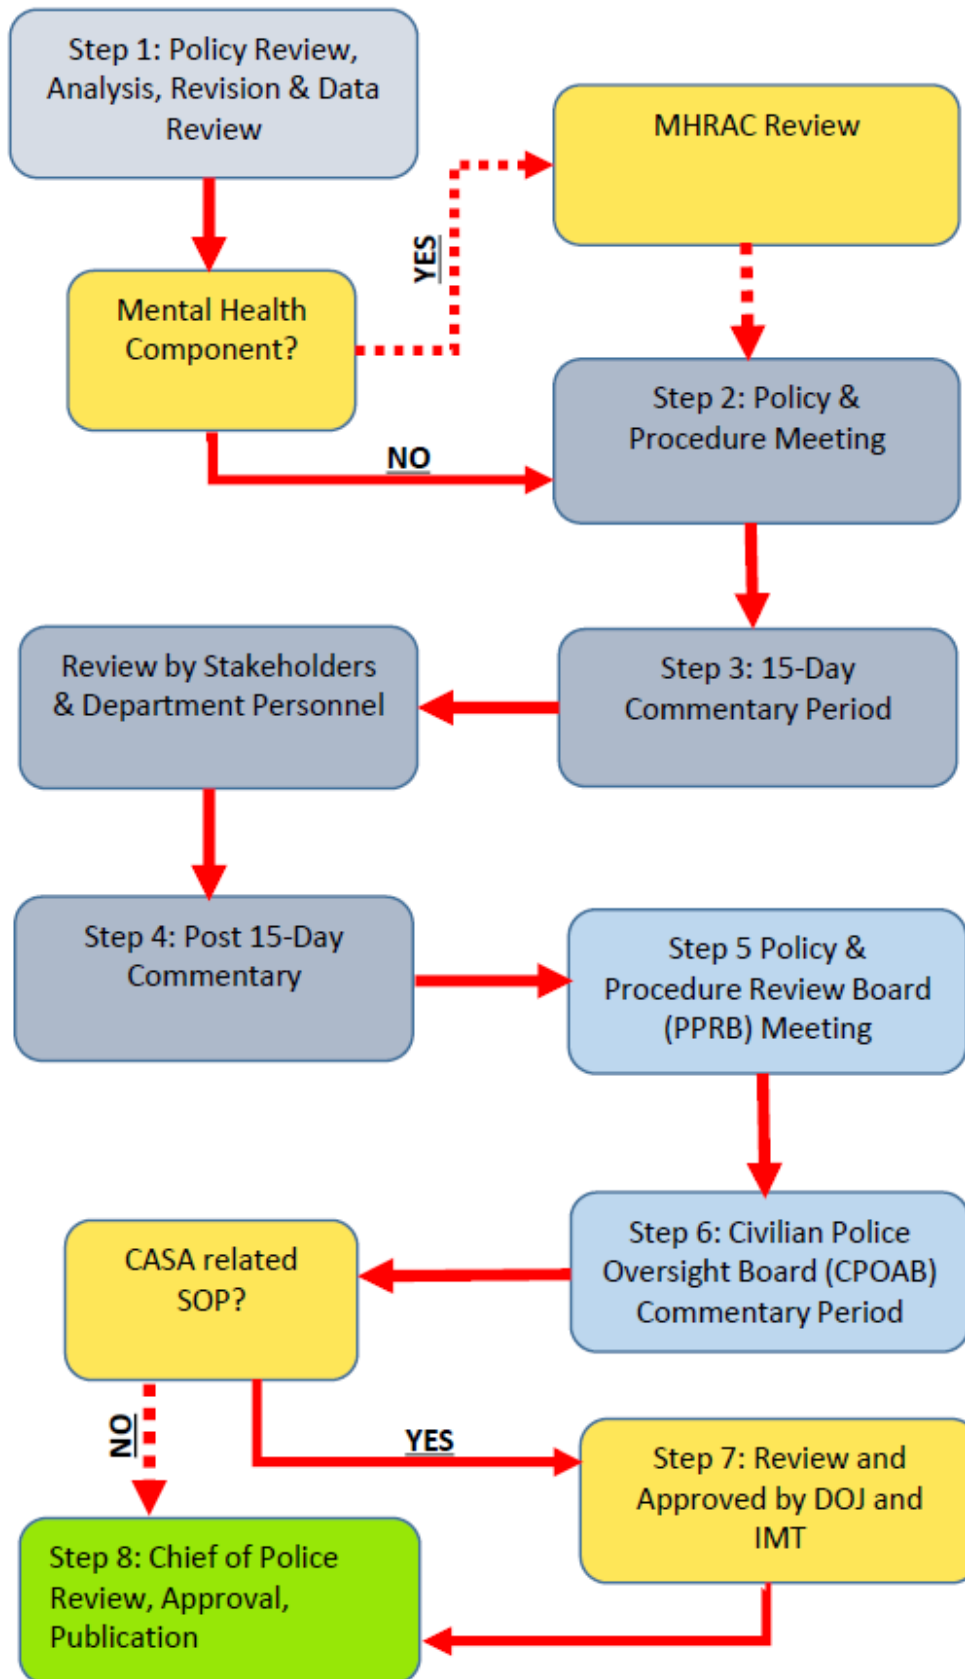 Step 1: Policy Review,
Analysis, Revision & Data
Review
MHRAC Review
YES
Mental Health
Component?
NO
Step 2: Policy &
Procedure Meeting
Step 3: 15-Day
Commentary Period
Review by Stakeholders
& Department Personnel
Step 4: Post 15-Day
Commentary
Step 5 Policy &
Procedure Review Board
(PPRB) Meeting
Step 6: Civilian Police
Oversight Board (CPOAB)
Commentary Period
CASA related
SOP?
NO
YES
Step 7: Review and
Approved by DOJ and
IMT
Step 8: Chief of Police
Review, Approval,
Publication